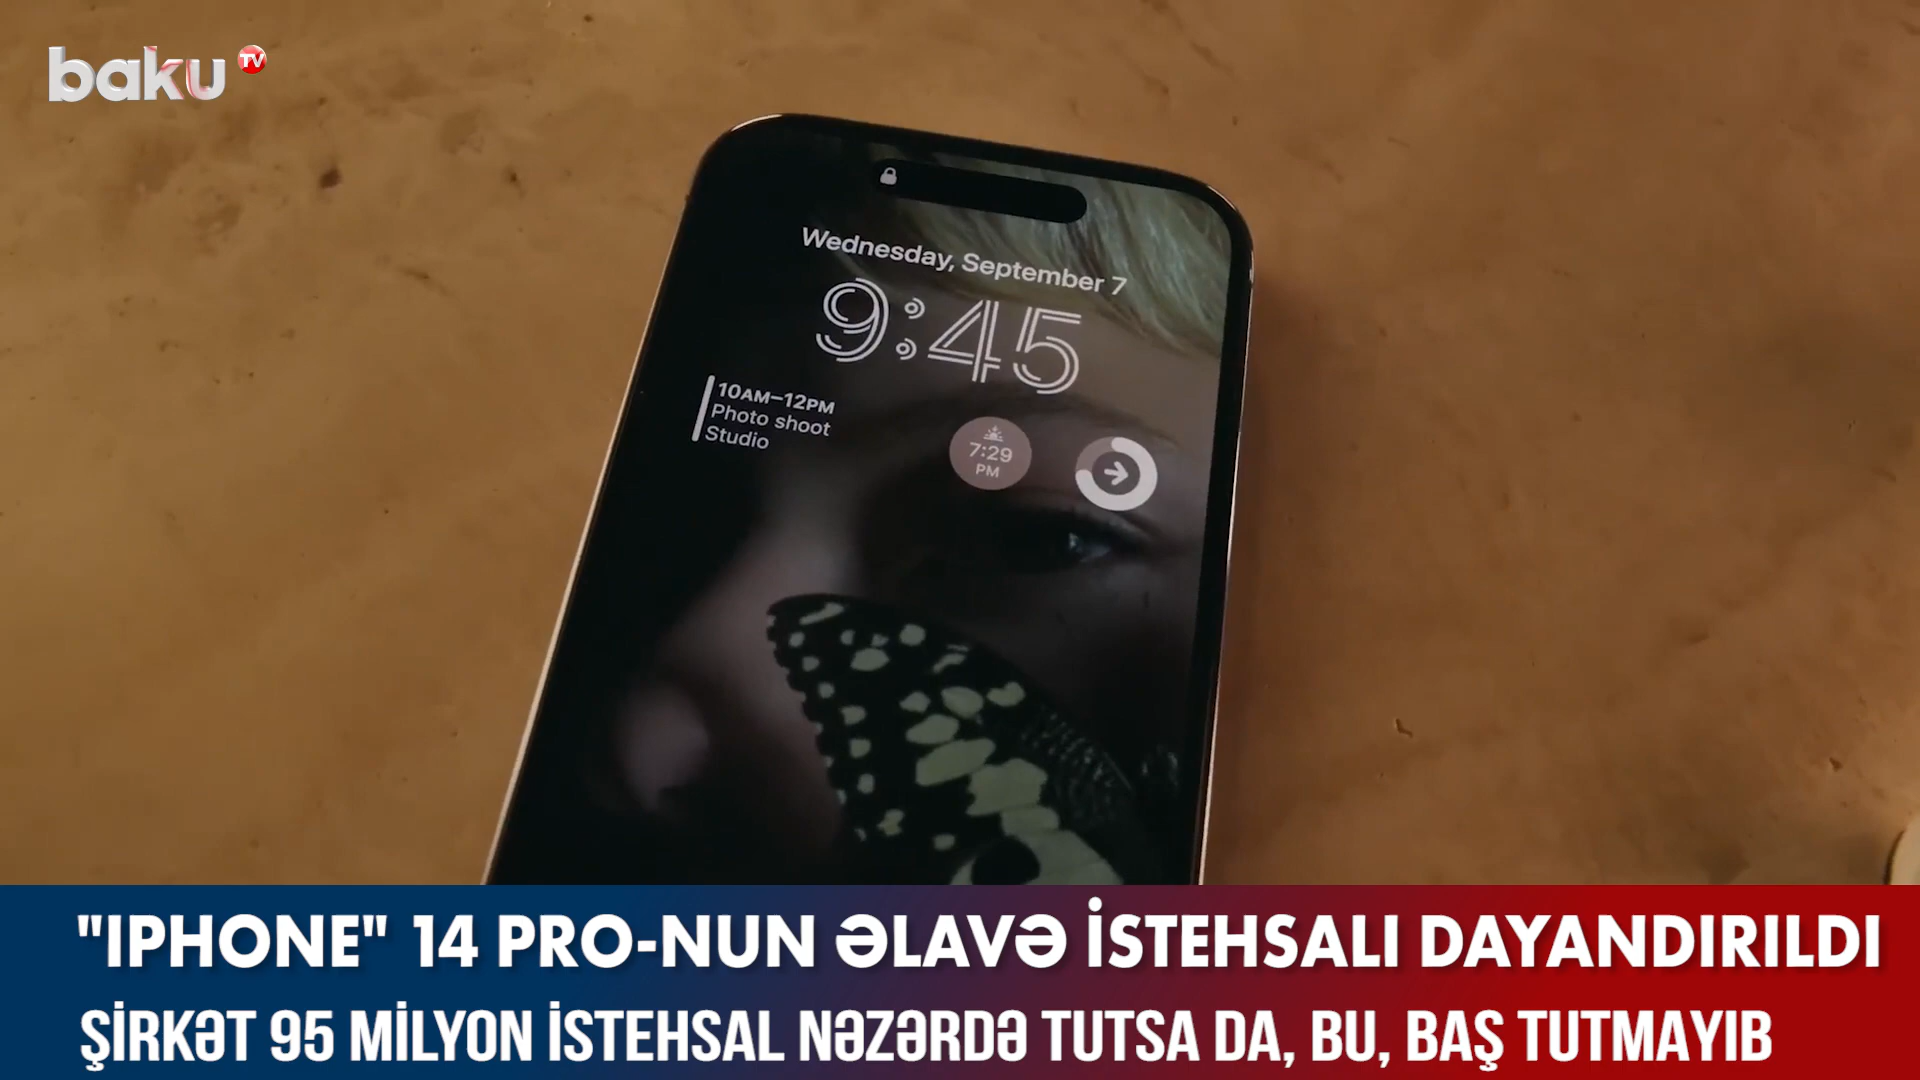 baku TV
Wednesday, September 7
9:45
10AM–12PM
Photo shoot
Studio
7:29
PM
"IPHONE" 14 PRO-NUN ƏLAVƏ İSTEHSALI DAYANDIRILDI
ŞİRKƏT 95 MİLYON İSTEHSAL NƏZƏRDƏ TUTSA DA, BU, BAŞ TUTMAYIB